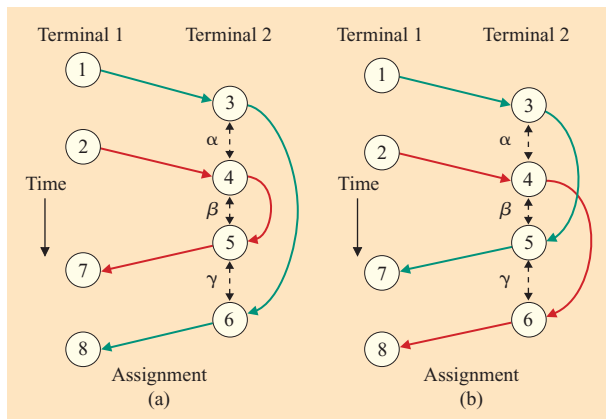 Terminal 1 Terminal 2
1
3
2
α
4
Time
β
5
7
γ
6
8
Assignment
(a)
Terminal 1 Terminal 2
1
3
2
α
4
Time
β
5
7
γ
6
8
Assignment
(b)